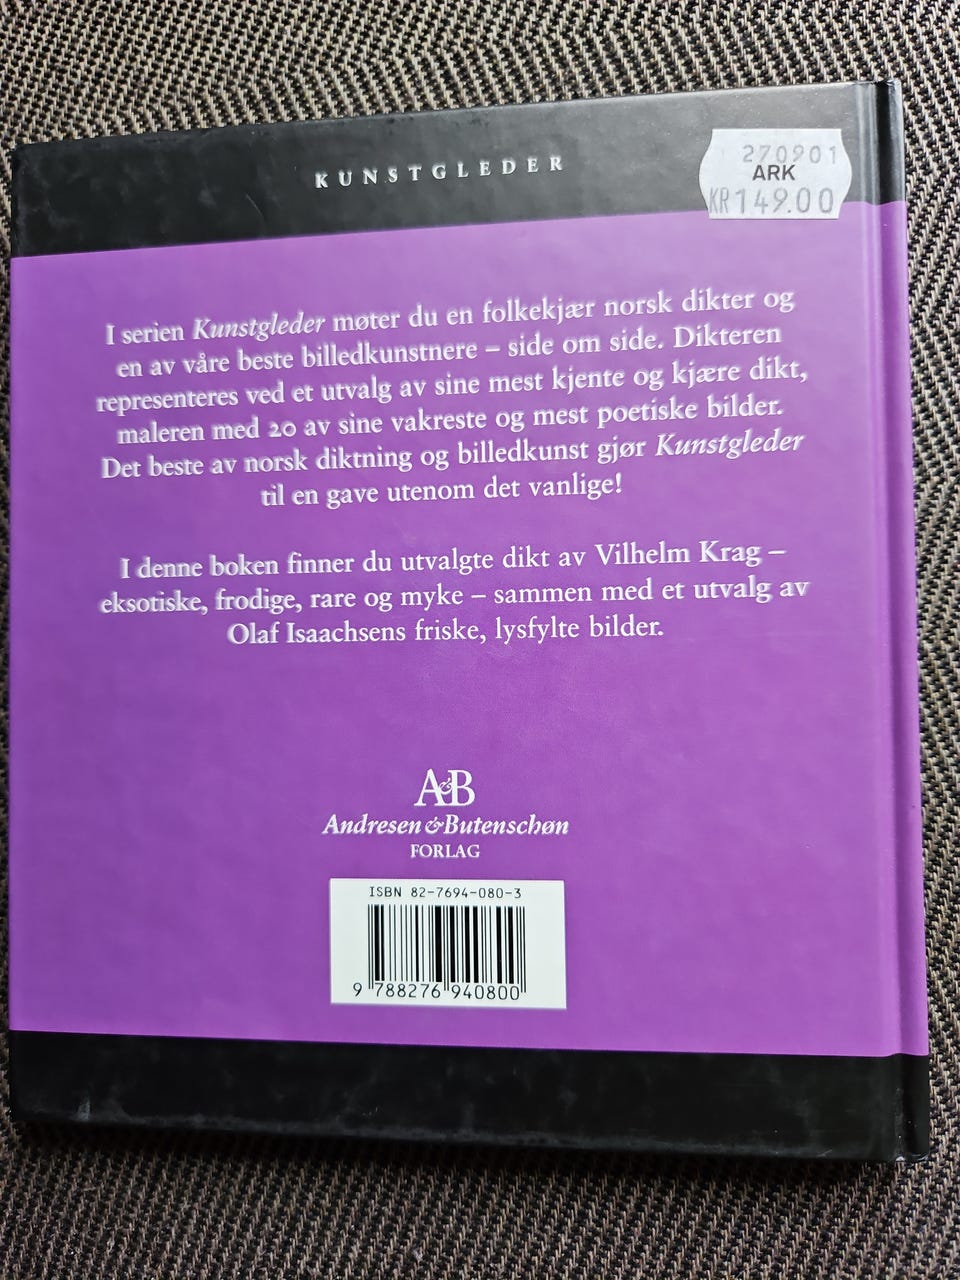 KUNSTGLEDER
270901
ARK
KR149.00
I serien Kunstgleder møter du en folkekjær norsk dikter og
en av våre beste billedkunstnere – side om side. Dikteren
representeres ved et utvalg av sine mest kjente og kjære dikt,
maleren med 20 av sine vakreste og mest poetiske bilder.
Det beste av norsk diktning og billedkunst gjør Kunstgleder
til en gave utenom det vanlige!
I denne boken finner du utvalgte dikt av Vilhelm Krag –
eksotiske, frodige, rare og myke – sammen med et utvalg av
Olaf Isaachsens friske, lysfylte bilder.
A&B
Andresen & Butenschøn
FORLAG
ISBN 82-7694-080-3
9 788276 940800